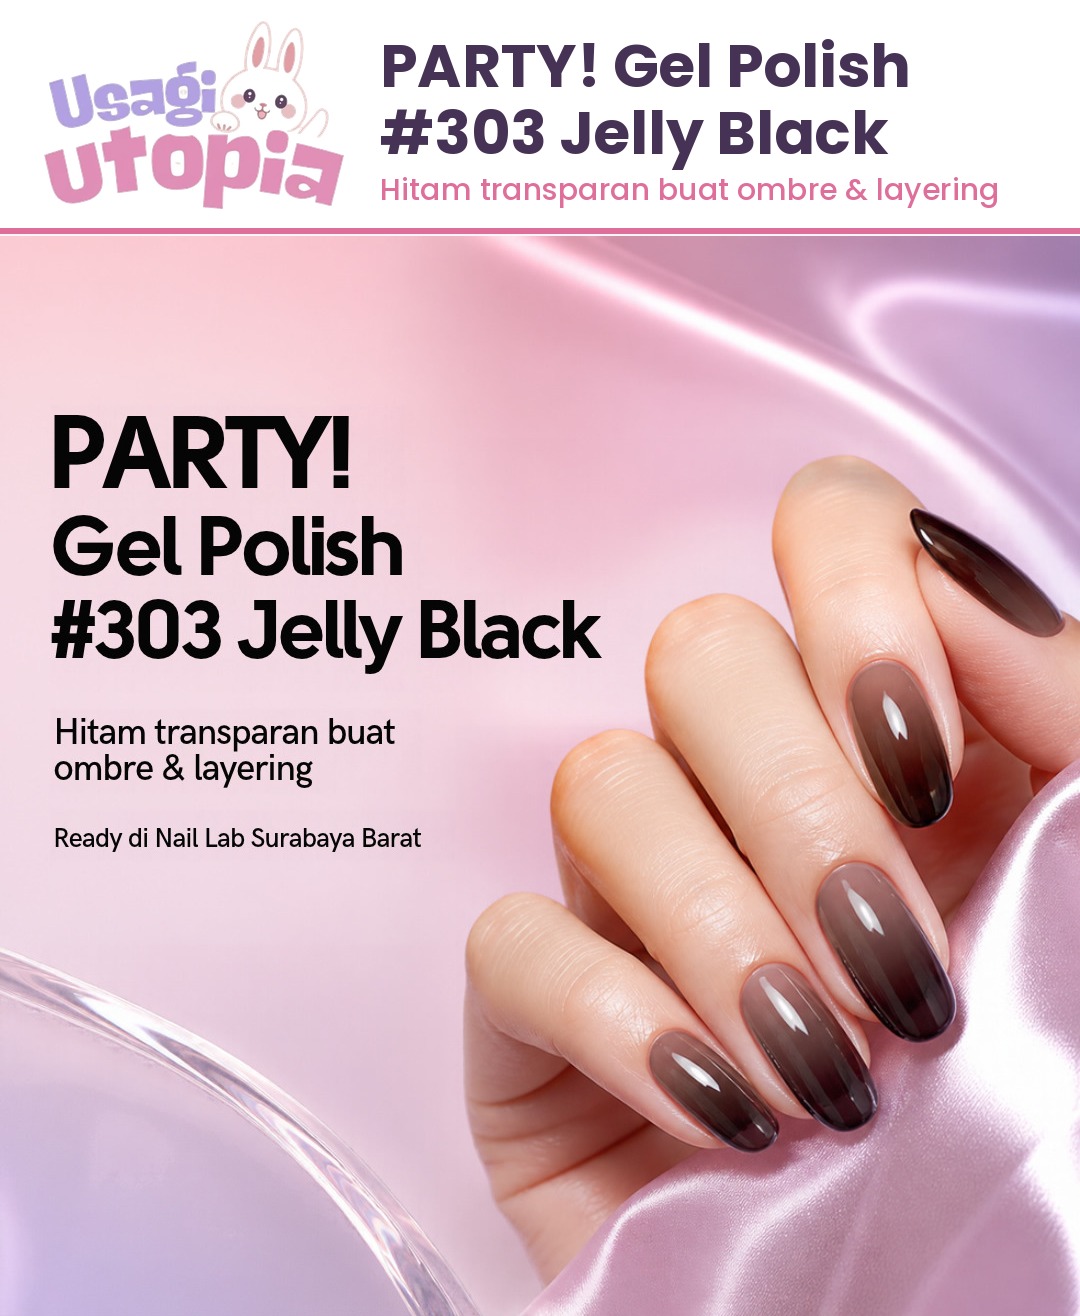 Usagi
Utopia
PARTY! Gel Polish
#303 Jelly Black
Hitam transparan buat ombre & layering
PARTY!
Gel Polish
#303 Jelly Black
Hitam transparan buat
ombre & layering
Ready di Nail Lab Surabaya Barat